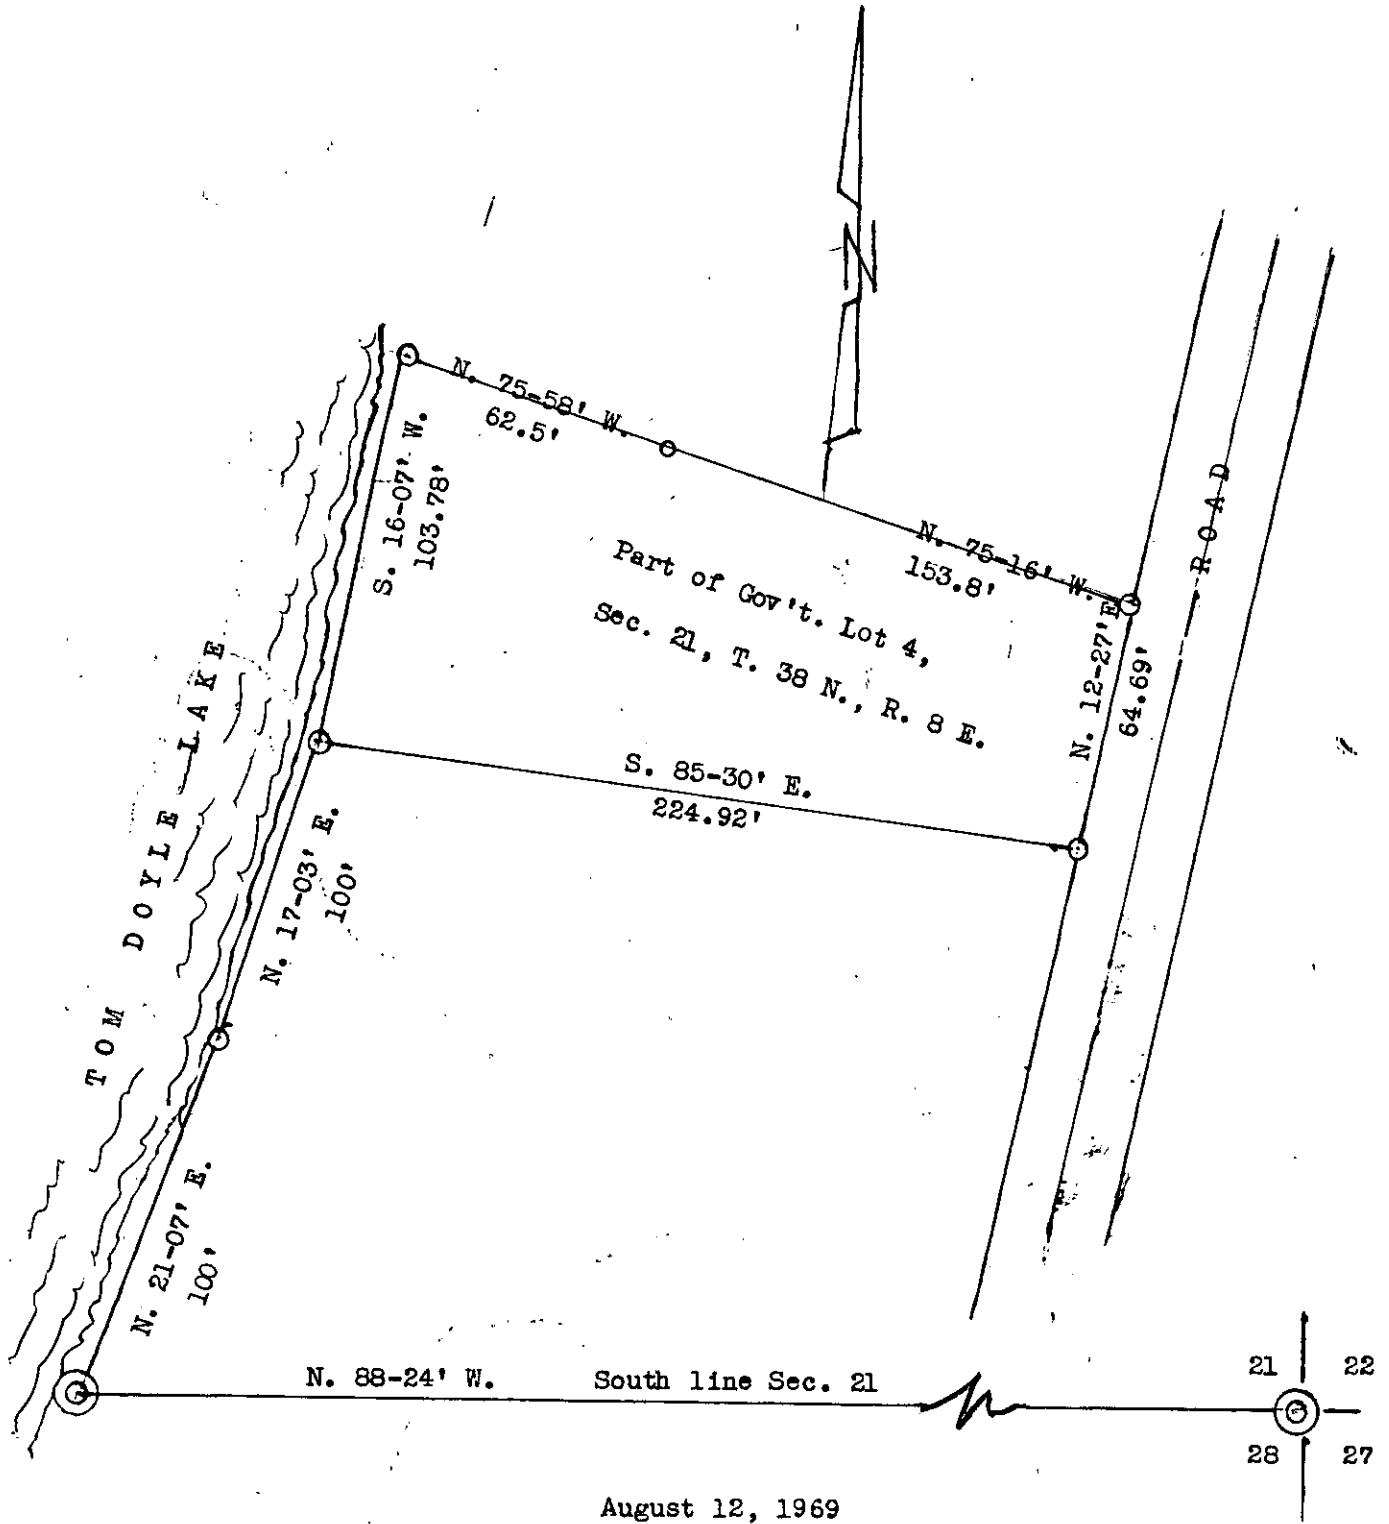 N
N. 75-58' W.
62.5'
S. 16-07' W.
103.78'
N. 75-16' W.
153.8'
ROAD
Part of Gov't. Lot 4,
Sec. 21, T. 38 N., R. 8 E.
N. 12-27' E
64.69'
TOM DOYLE LAKE
S. 85-30' E.
224.92'
N. 17-03' E.
100'
N. 21-07' E.
100'
N. 88-24' W. South line Sec. 21
21 22
28 27
August 12, 1969